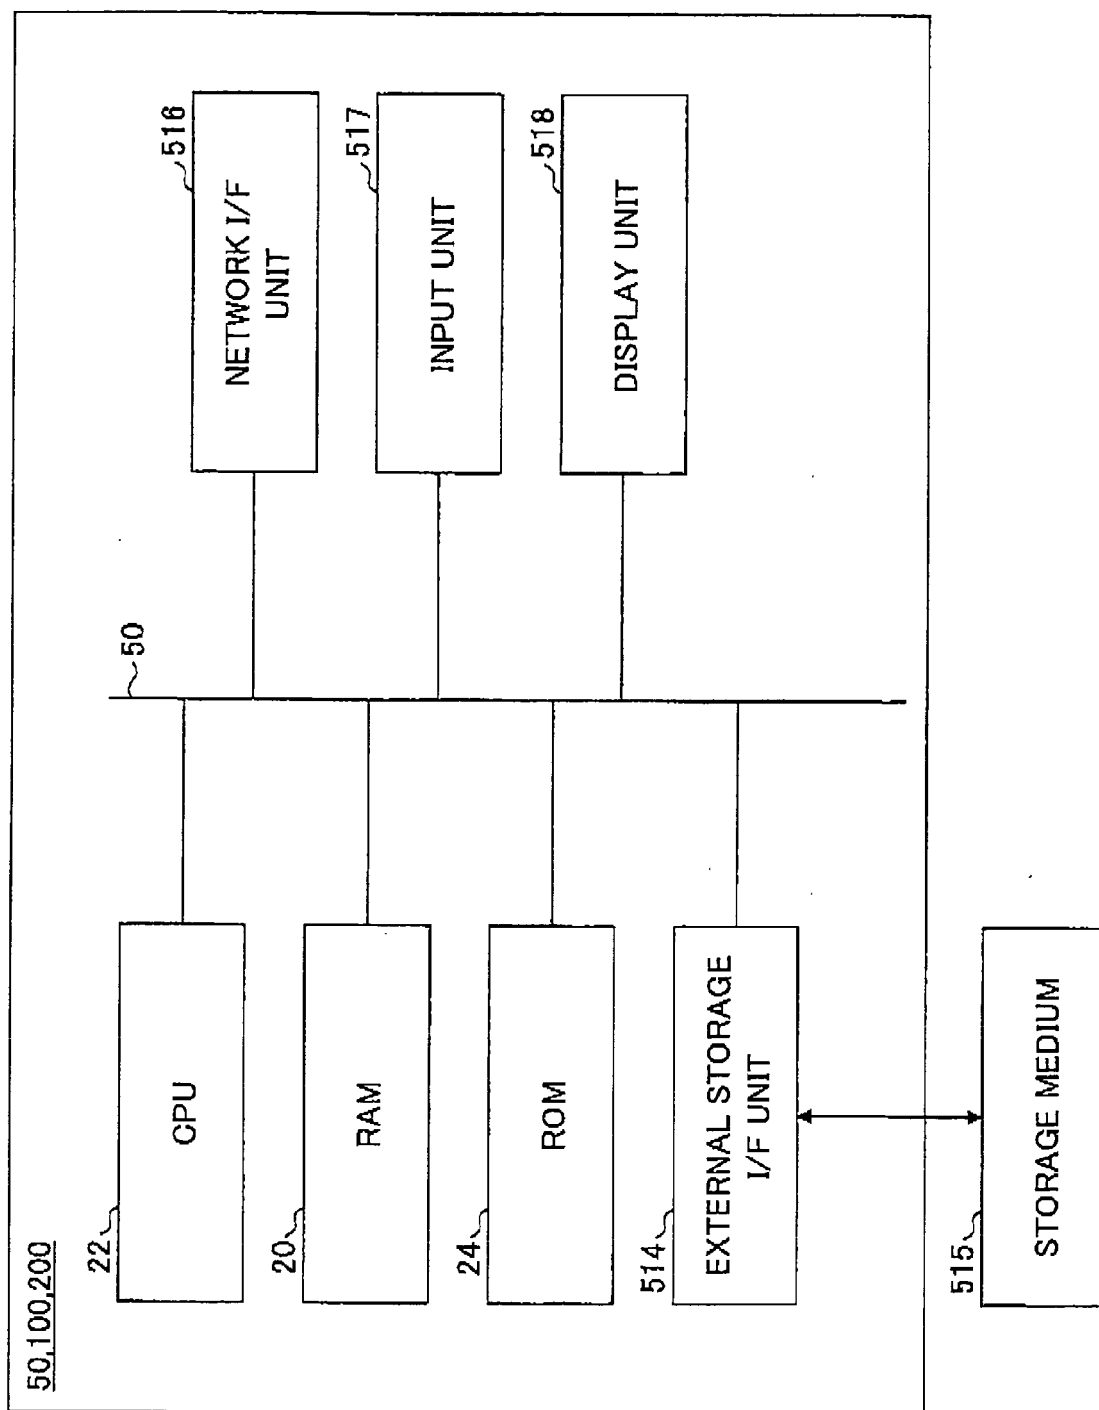 50,100,200
22
CPU
20
RAM
24
ROM
514
EXTERNAL STORAGE
I/F UNIT
515
STORAGE MEDIUM
50
516
NETWORK I/F
UNIT
517
INPUT UNIT
518
DISPLAY UNIT